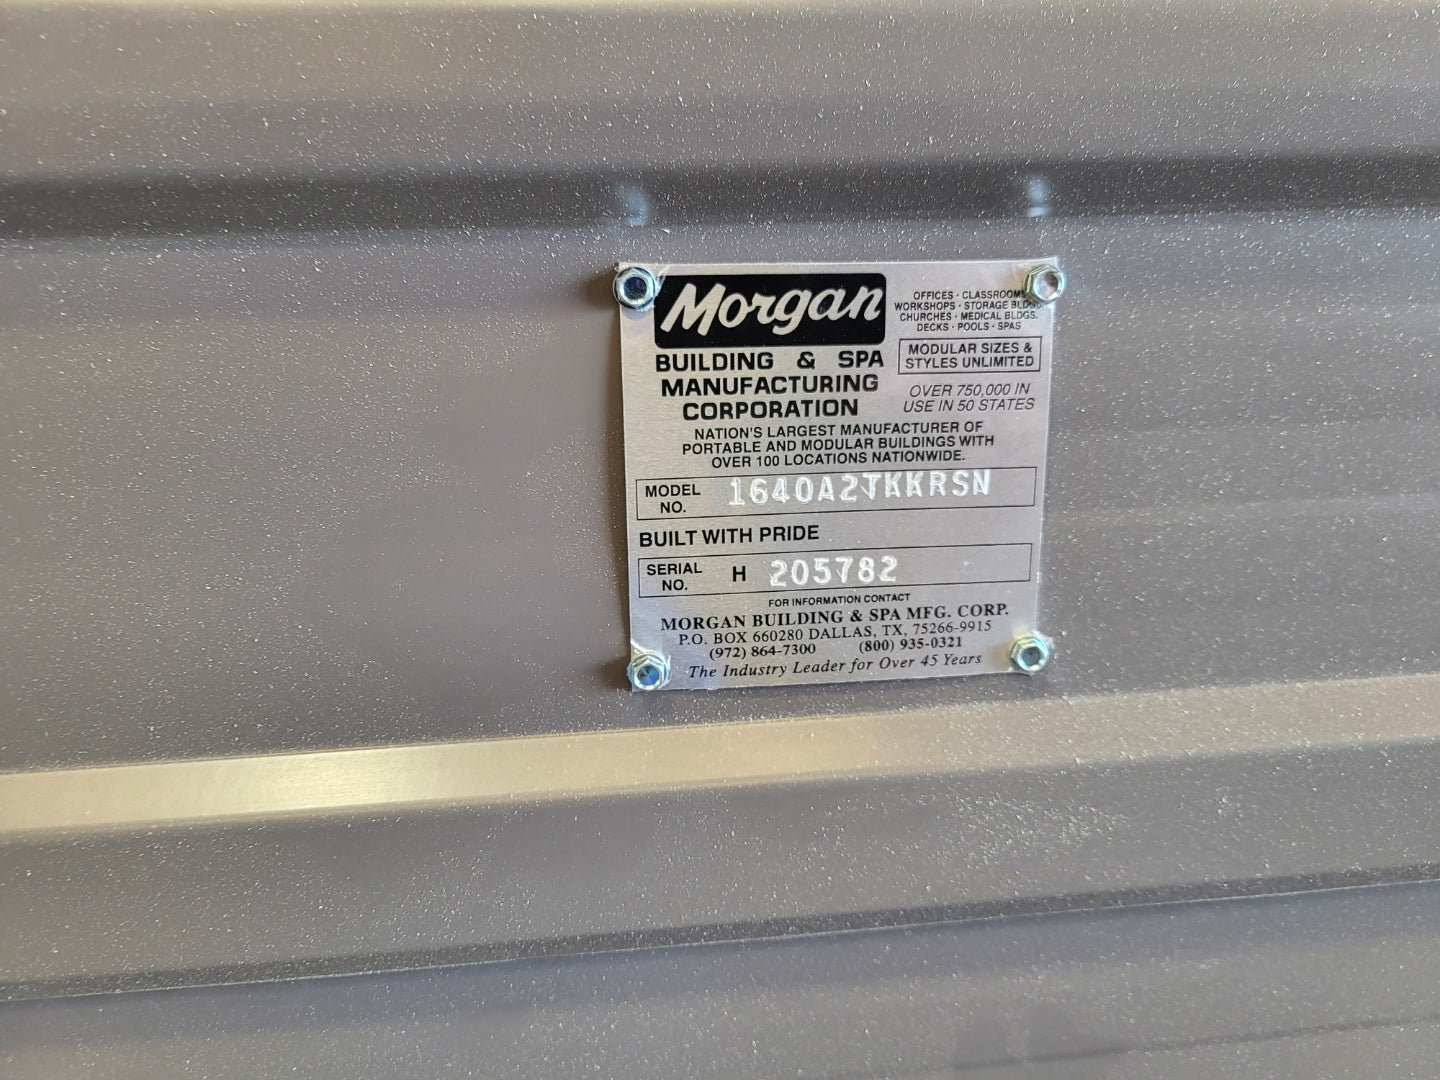 Morgan
BUILDING & SPA
MANUFACTURING
CORPORATION
OFFICES · CLASSROOMS
WORKSHOPS · STORAGE BLDGS.
CHURCHES · MEDICAL BLDGS.
DECKS · POOLS · SPAS
MODULAR SIZES &
STYLES UNLIMITED
OVER 750,000 IN
USE IN 50 STATES
NATION'S LARGEST MANUFACTURER OF
PORTABLE AND MODULAR BUILDINGS WITH
OVER 100 LOCATIONS NATIONWIDE.
MODEL
NO.
1640A2TKKRSN
BUILT WITH PRIDE
SERIAL
NO.
H 205782
FOR INFORMATION CONTACT
MORGAN BUILDING & SPA MFG. CORP.
P.O. BOX 660280 DALLAS, TX, 75266-9915
(972) 864-7300 (800) 935-0321
The Industry Leader for Over 45 Years